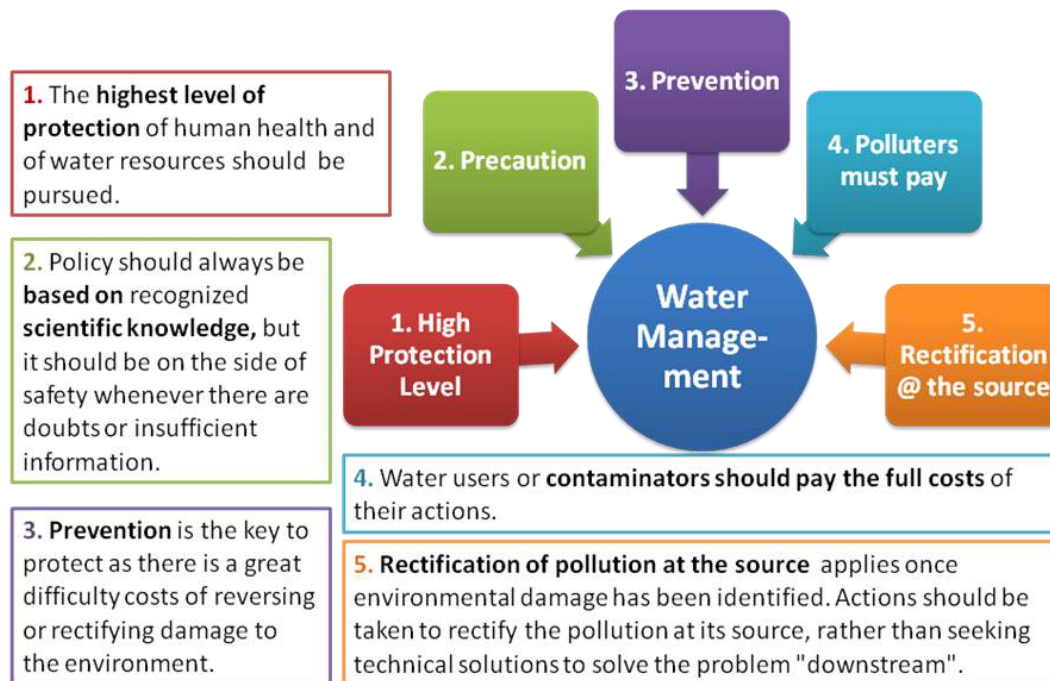 1. The highest level of
protection of human health and
of water resources should be
pursued.
2. Policy should always be
based on recognized
scientific knowledge, but
it should be on the side of
safety whenever there are
doubts or insufficient
information.
3. Prevention is the key to
protect as there is a great
difficulty costs of reversing
or rectifying damage to
the environment.
1. High
Protection
Level
2. Precaution
3. Prevention
4. Polluters
must pay
5.
Rectification
@ the source
Water
Manage-
ment
4. Water users or contaminators should pay the full costs of
their actions.
5. Rectification of pollution at the source applies once
environmental damage has been identified. Actions should be
taken to rectify the pollution at its source, rather than seeking
technical solutions to solve the problem "downstream".